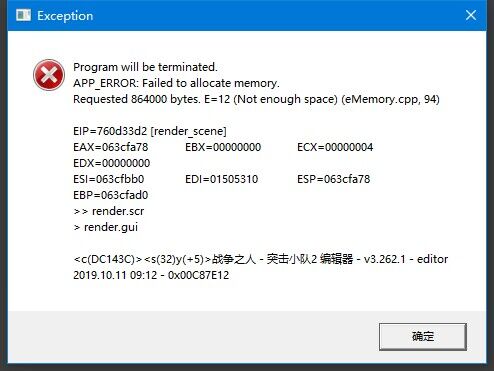 Exception
Program will be terminated.
APP_ERROR: Failed to allocate memory.
Requested 864000 bytes. E=12 (Not enough space) (eMemory.cpp, 94)
EIP=760d33d2 [render_scene]
EAX=063cfa78 EBX=00000000 ECX=00000004
EDX=00000000
ESI=063cfbb0 EDI=01505310 ESP=063cfa78
EBP=063cfad0
>> render.scr
> render.gui
<c(DC143C)><s(32)y(+5)>战争之人 - 突击小队2 编辑器 - v3.262.1 - editor
2019.10.11 09:12 - 0x00C87E12
确定